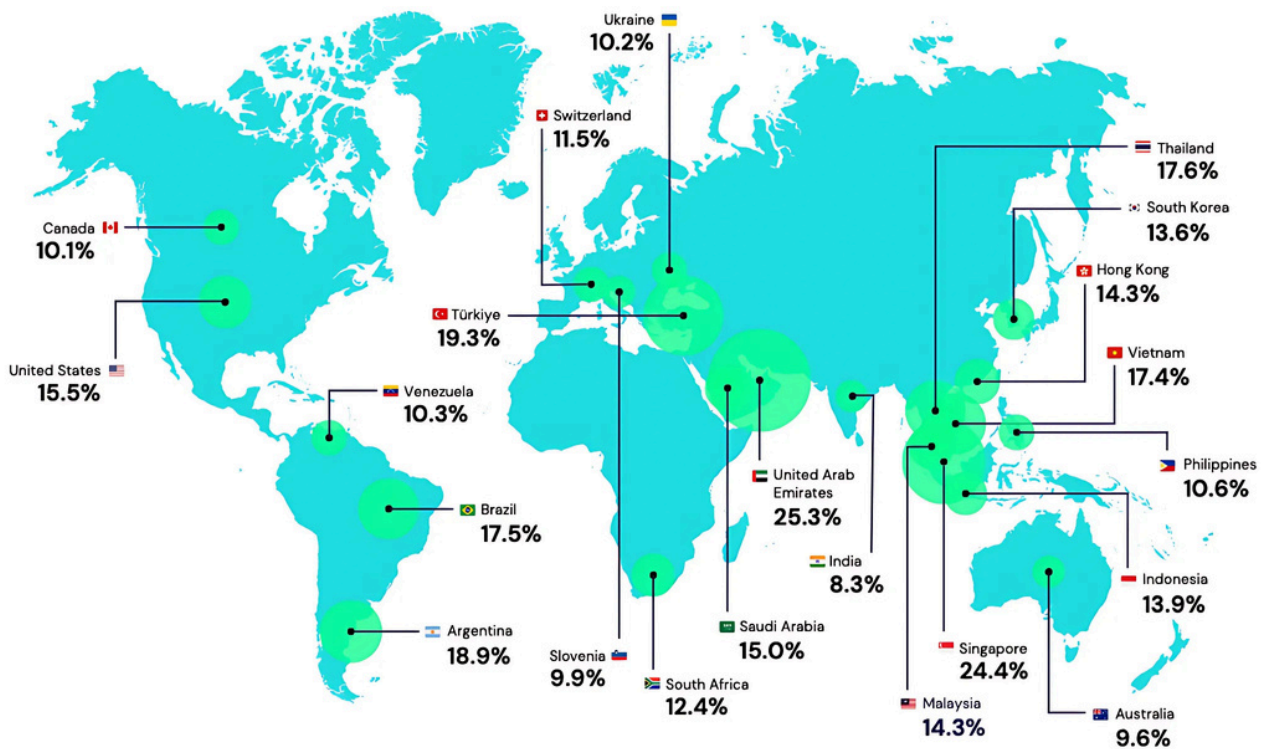 Ukraine
10.2%
Switzerland
11.5%
Thailand
17.6%
South Korea
13.6%
Canada
10.1%
Hong Kong
14.3%
Türkiye
19.3%
Vietnam
17.4%
United States
15.5%
Venezuela
10.3%
Philippines
10.6%
United Arab
Emirates
25.3%
Brazil
17.5%
India
8.3%
Indonesia
13.9%
Saudi Arabia
15.0%
Argentina
18.9%
Singapore
24.4%
Slovenia
9.9%
South Africa
12.4%
Malaysia
14.3%
Australia
9.6%